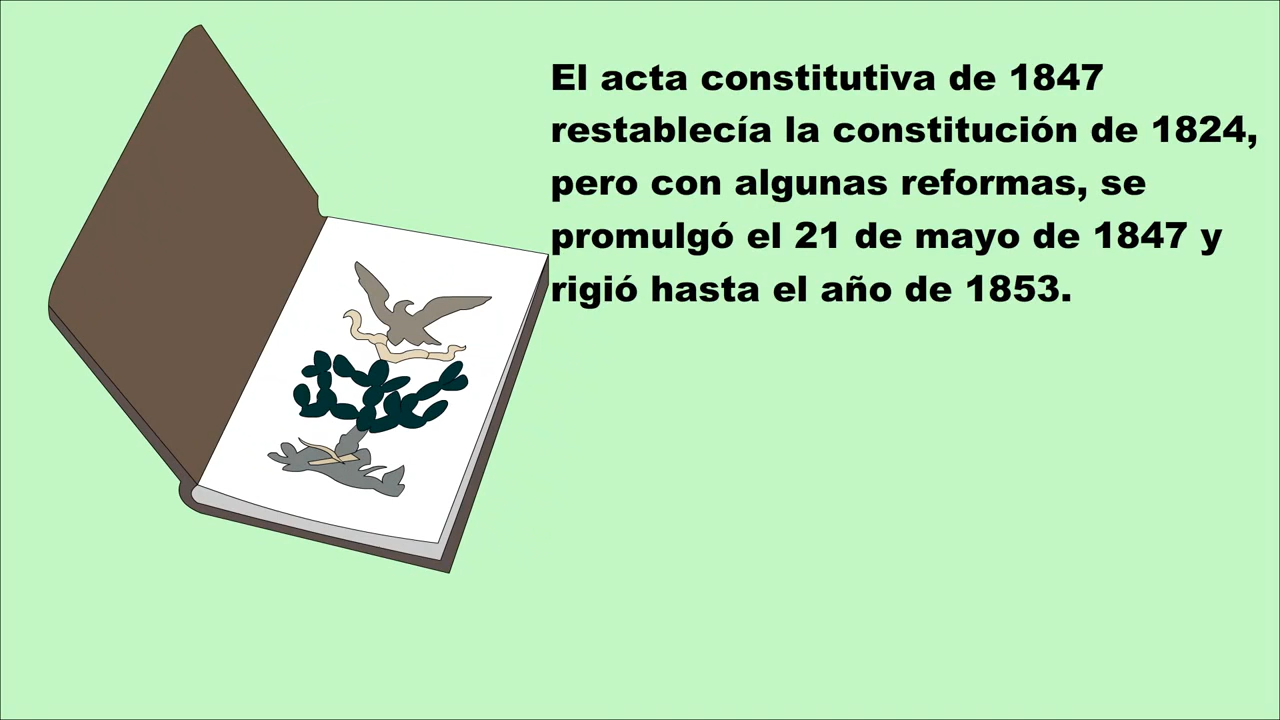 El acta constitutiva de 1847
restablecía la constitución de 1824,
pero con algunas reformas, se
promulgó el 21 de mayo de 1847 y
rigió hasta el año de 1853.